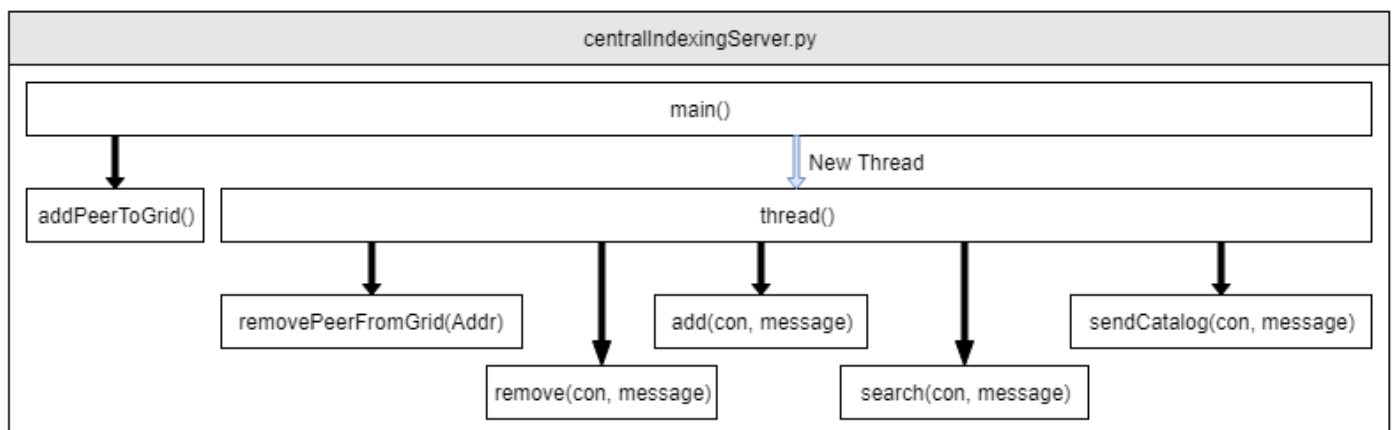 centralIndexingServer.py
main()
New Thread
addPeerToGrid()
thread()
removePeerFromGrid(Addr)
add(con, message)
sendCatalog(con, message)
remove(con, message)
search(con, message)